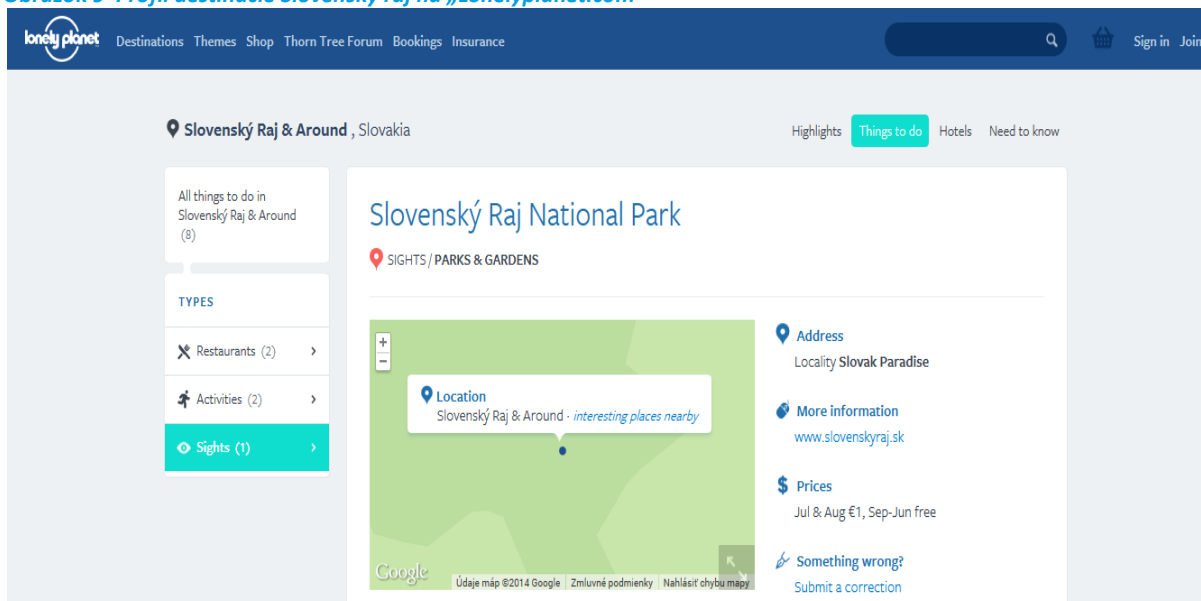 lonely planet Destinations Themes Shop Thorn Tree Forum Bookings Insurance Sign in Join
Slovenský Raj & Around , Slovakia
Highlights Things to do Hotels Need to know
All things to do in
Slovenský Raj & Around
(8)
TYPES
Restaurants (2)
Activities (2)
Sights (1)
Slovenský Raj National Park
SIGHTS / PARKS & GARDENS
+
−
Location
Slovenský Raj & Around - interesting places nearby
Google
Údaje máp ©2014 Google Zmluvné podmienky Nahlásiť chybu mapy
Address
Locality Slovak Paradise
More information
www.slovenskyraj.sk
$ Prices
Jul & Aug €1, Sep-Jun free
Something wrong?
Submit a correction